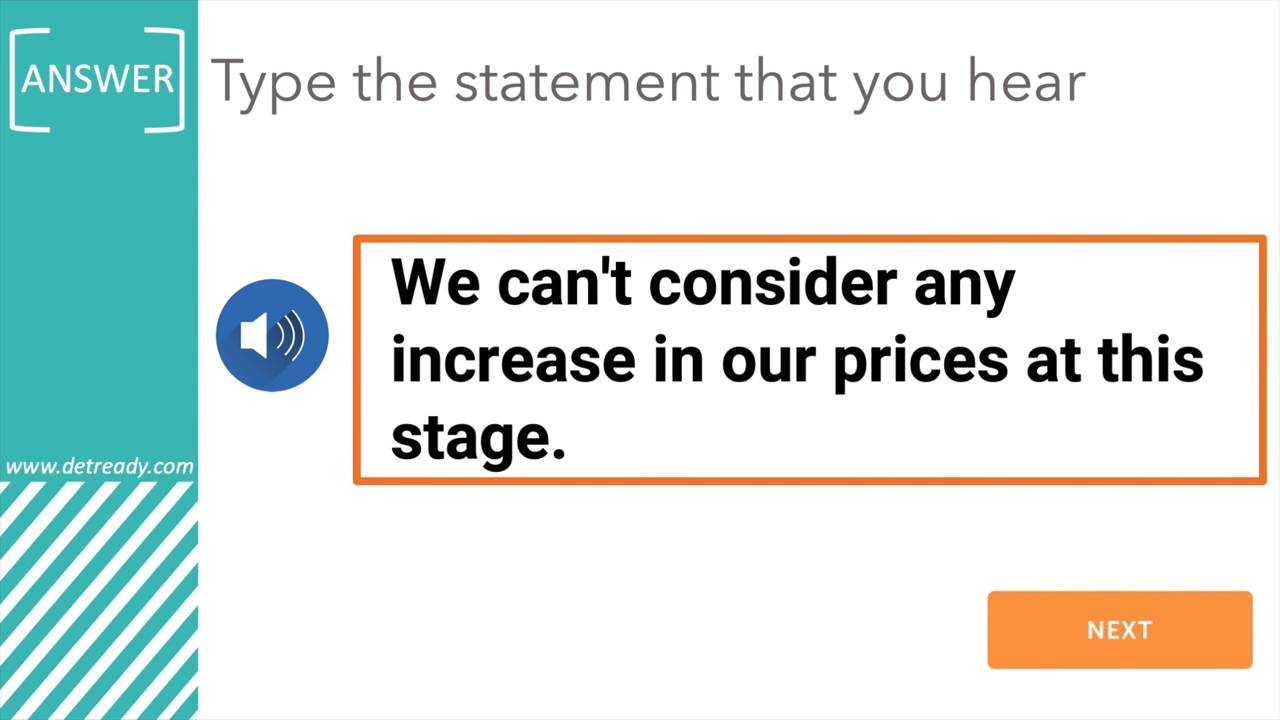 ANSWER
Type the statement that you hear
We can't consider any
increase in our prices at this
stage.
www.detready.com
NEXT